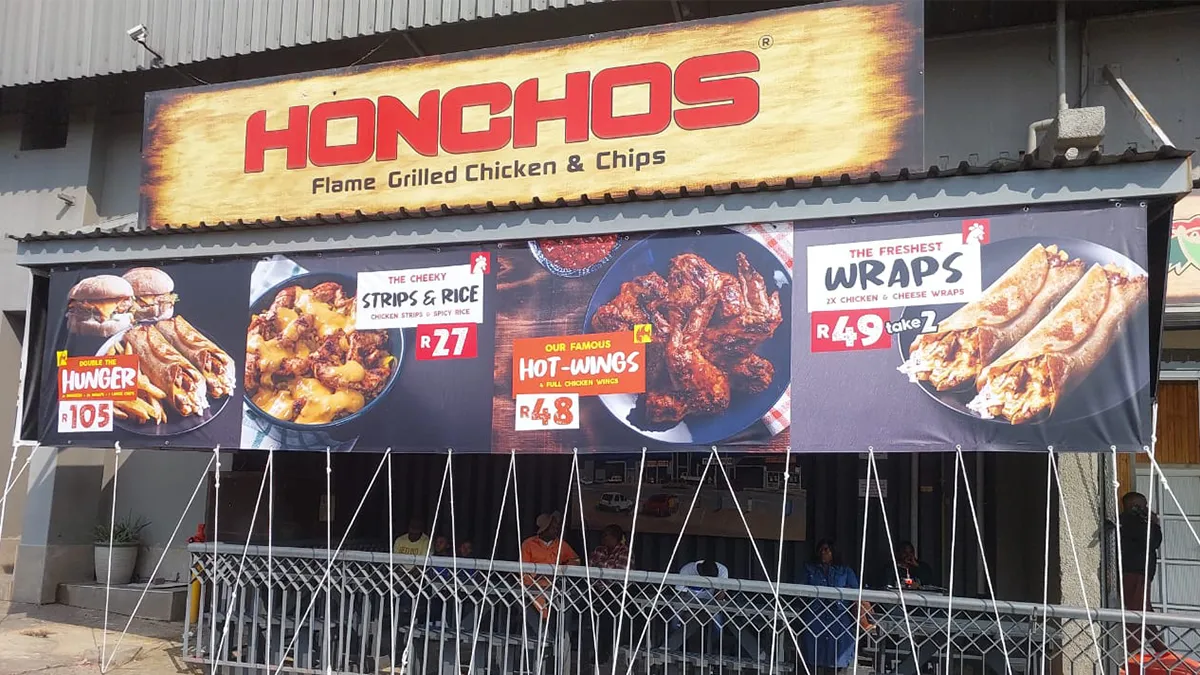 HONCHOS ®
Flame Grilled Chicken & Chips
DOUBLE THE
HUNGER
R105
THE CHEEKY
STRIPS & RICE
CHICKEN STRIPS & SPICY RICE
R27
OUR FAMOUS
HOT-WINGS
4 FULL CHICKEN WINGS
R48
THE FRESHEST
WRAPS
2X CHICKEN & CHEESE WRAPS
R49 take 2